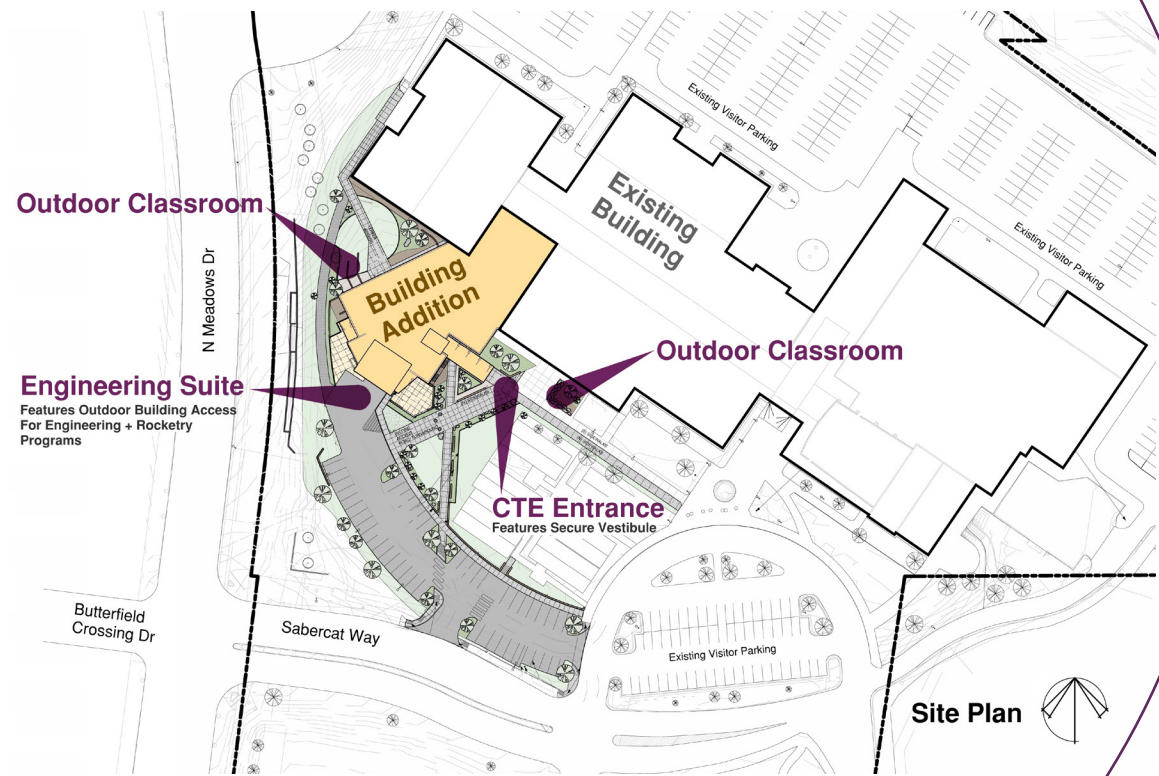 Existing Visitor Parking
Existing
Building
Existing Visitor Parking
Outdoor Classroom
N Meadows Dr
Building
Addition
Outdoor Classroom
Engineering Suite
Features Outdoor Building Access
For Engineering + Rocketry
Programs
CTE Entrance
Features Secure Vestibule
Butterfield
Crossing Dr
Sabercat Way
Existing Visitor Parking
Site Plan